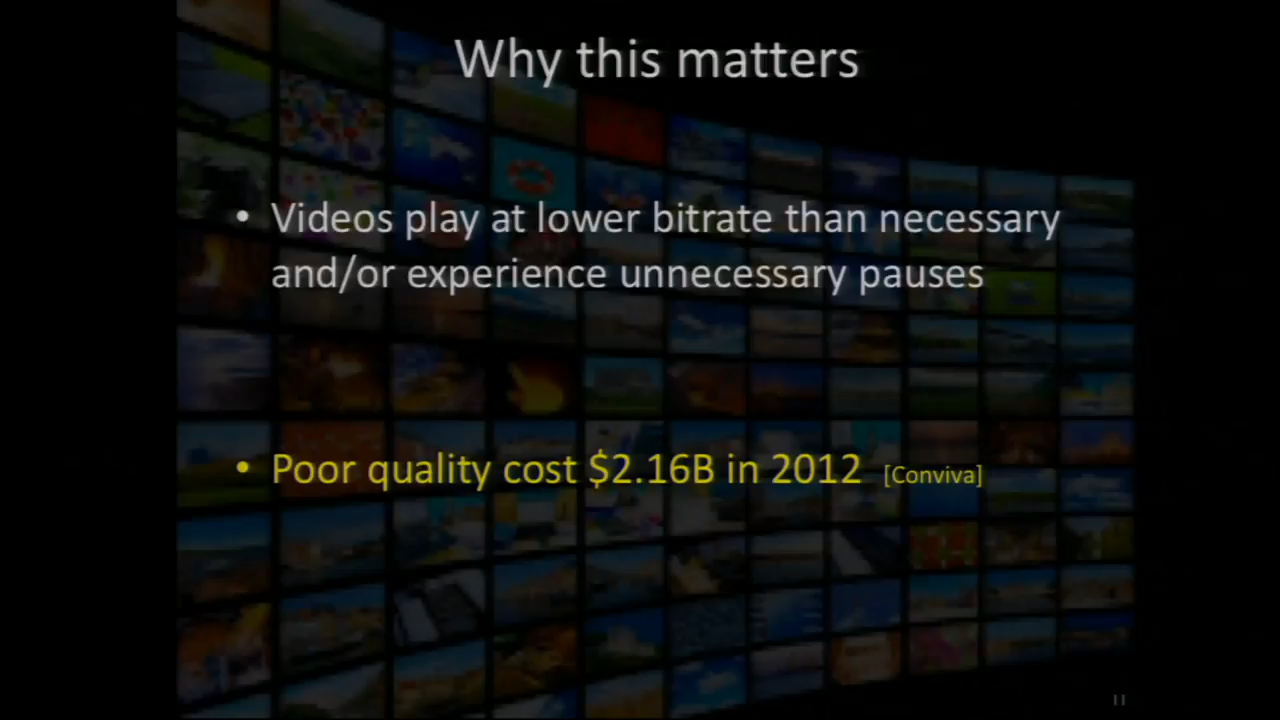 Why this matters
• Videos play at lower bitrate than necessary
and/or experience unnecessary pauses
• Poor quality cost $2.16B in 2012 [Conviva]
11